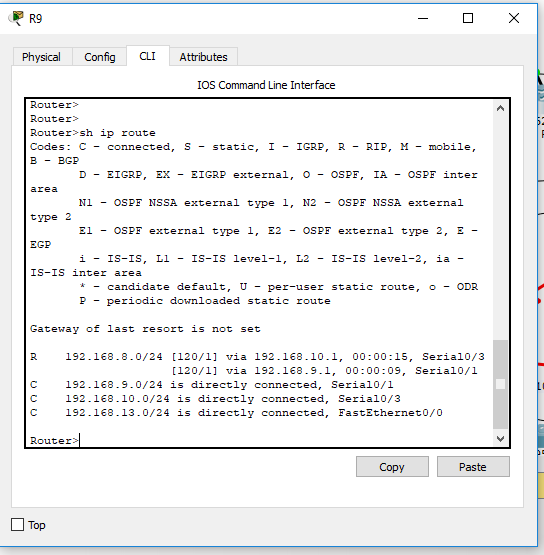 R9
Physical Config CLI Attributes
IOS Command Line Interface
Router>
Router>
Router>sh ip route
Codes: C - connected, S - static, I - IGRP, R - RIP, M - mobile,
B - BGP
       D - EIGRP, EX - EIGRP external, O - OSPF, IA - OSPF inter
area
       N1 - OSPF NSSA external type 1, N2 - OSPF NSSA external
type 2
       E1 - OSPF external type 1, E2 - OSPF external type 2, E -
EGP
       i - IS-IS, L1 - IS-IS level-1, L2 - IS-IS level-2, ia -
IS-IS inter area
       * - candidate default, U - per-user static route, o - ODR
       P - periodic downloaded static route
Gateway of last resort is not set
R    192.168.8.0/24 [120/1] via 192.168.10.1, 00:00:15, Serial0/3
                    [120/1] via 192.168.9.1, 00:00:09, Serial0/1
C    192.168.9.0/24 is directly connected, Serial0/1
C    192.168.10.0/24 is directly connected, Serial0/3
C    192.168.13.0/24 is directly connected, FastEthernet0/0
Router>
Copy Paste
Top